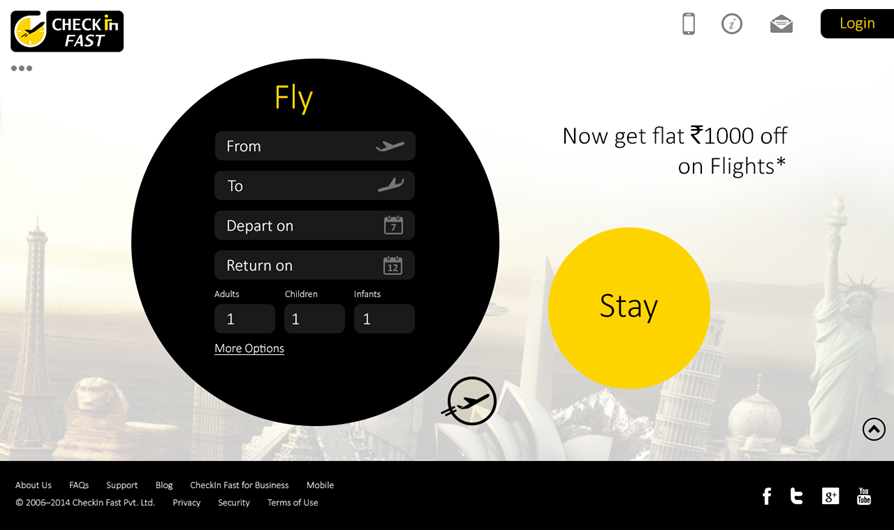 CHECKin
FAST
Login
Fly
From
To
Depart on
7
Return on
12
Adults Children Infants
1 1 1
More Options
Now get flat ₹1000 off
on Flights*
Stay
About Us FAQs Support Blog CheckIn Fast for Business Mobile
© 2006–2014 CheckIn Fast Pvt. Ltd. Privacy Security Terms of Use
f t g+ You Tube